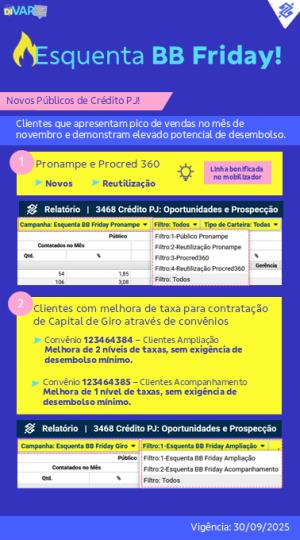 DiVAR
Esquenta BB Friday!
Novos Públicos de Crédito PJ!
Clientes que apresentam pico de vendas no mês de
novembro e demonstram elevado potencial de desembolso.
1
Pronampe e Procred 360
Novos
Reutilização
Linha bonificada
no mobilizador
Relatório | 3468 Crédito PJ: Oportunidades e Prospecção
Campanha: Esquenta BB Friday Pronampe
Filtro: Todos
Tipo de Carteira: Todos
Público
Contatados no Mês
Qtd.
%
Filtro:1-Público Pronampe
Filtro:2-Reutilização Pronampe
Filtro:3-Procred360
Filtro:4-Reutilização Procred360
Filtro: Todos
Gerência
54
1,85
106
3,08
2
Clientes com melhora de taxa para contratação
de Capital de Giro através de convênios
Convênio 123464384 – Clientes Ampliação
Melhora de 2 níveis de taxas, sem exigência de
desembolso mínimo.
Convênio 123464385 – Clientes Acompanhamento
Melhora de 1 nível de taxas, sem exigência de
desembolso mínimo.
Relatório | 3468 Crédito PJ: Oportunidades e Prospecção
Campanha: Esquenta BB Friday Giro
Filtro:1-Esquenta BB Friday Ampliação
Público
Contatados no Mês
Qtd.
%
Filtro:1-Esquenta BB Friday Ampliação
Filtro:2-Esquenta BB Friday Acompanhamento
Filtro: Todos
Vigência: 30/09/2025